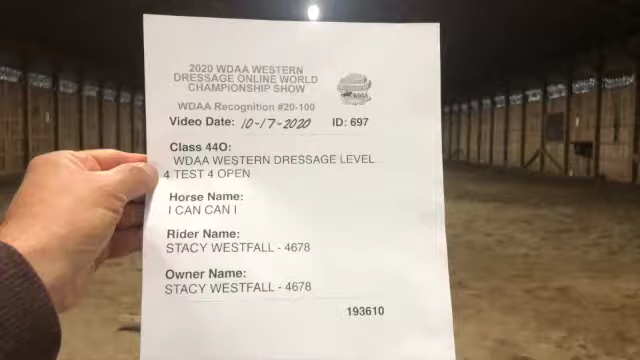 2020 WDAA WESTERN
DRESSAGE ONLINE WORLD
CHAMPIONSHIP SHOW
WDAA Recognition #20-100
Video Date: 10-17-2020 ID: 697
Class 44O:
WDAA WESTERN DRESSAGE LEVEL
4 TEST 4 OPEN
Horse Name:
I CAN CAN I
Rider Name:
STACY WESTFALL - 4678
Owner Name:
STACY WESTFALL - 4678
193610